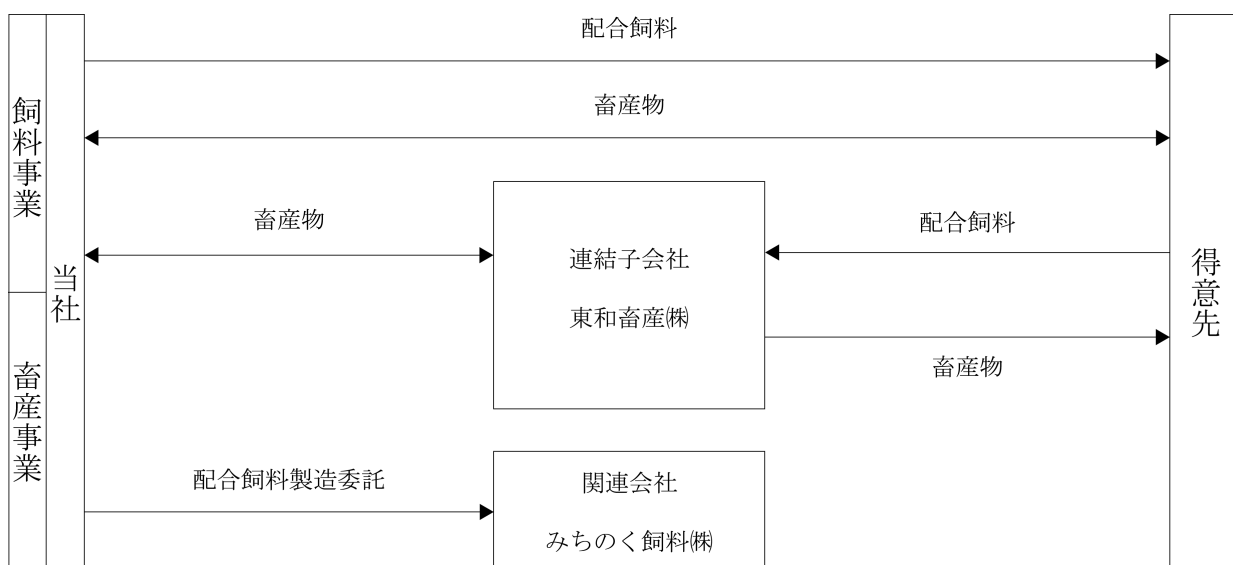 配合飼料
畜産物
飼料事業
当社
畜産物
連結子会社
東和畜産㈱
配合飼料
得意先
畜産物
畜産事業
配合飼料製造委託
関連会社
みちのく飼料㈱